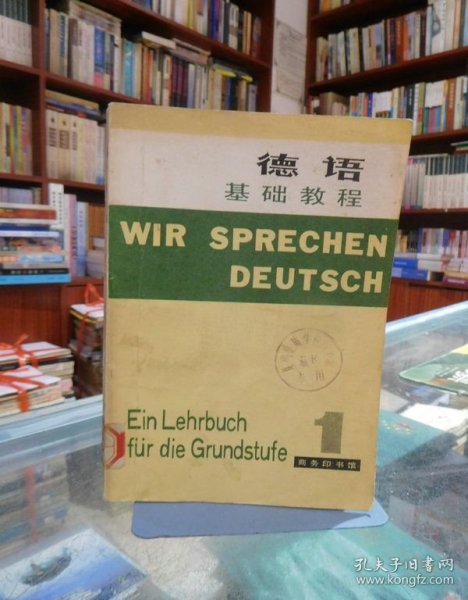 德语
基础教程
WIR SPRECHEN
DEUTSCH
Ein Lehrbuch
für die Grundstufe
1
商务印书馆
孔夫子旧书网
www.kongfz.com